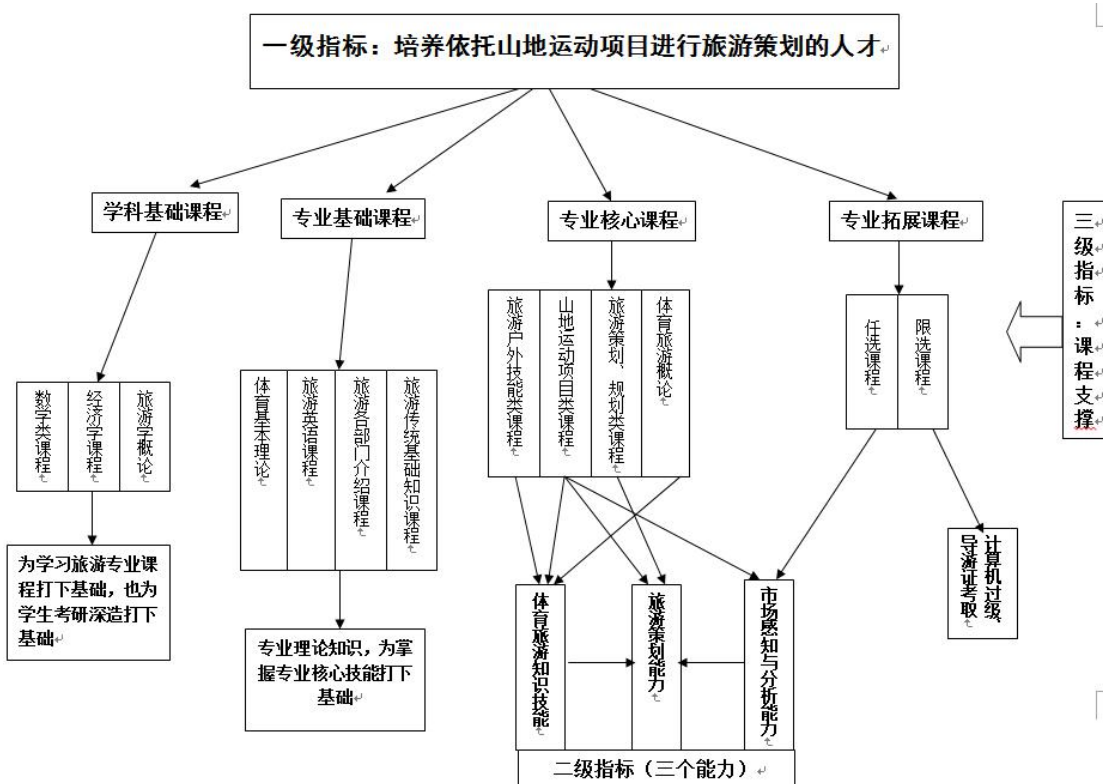 一级指标：培养依托山地运动项目进行旅游策划的人才
学科基础课程
专业基础课程
专业核心课程
专业拓展课程
三级指标：课程支撑
旅游户外技能类课程
山地运动项目类课程
旅游策划、规划类课程
体育旅游概论
任选课程
限选课程
数学类课程
经济学课程
旅游学概论
体育基本理论
旅游英语课程
旅游各部门介绍课程
旅游传统基础知识课程
为学习旅游专业课
程打下基础，也为
学生考研深造打下
基础
专业理论知识，为掌
握专业核心技能打下
基础
体育旅游知识技能
旅游策划能力
市场感知与分析能力
计算机过级、
导游证考取
二级指标（三个能力）